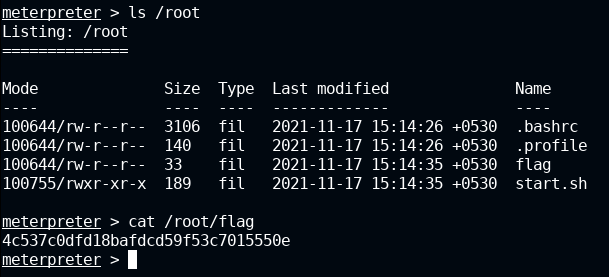 meterpreter > ls /root
Listing: /root
==============
Mode Size Type Last modified Name
---- ---- ---- ------------- ----
100644/rw-r--r-- 3106 fil 2021-11-17 15:14:26 +0530 .bashrc
100644/rw-r--r-- 140 fil 2021-11-17 15:14:26 +0530 .profile
100644/rw-r--r-- 33 fil 2021-11-17 15:14:35 +0530 flag
100755/rwxr-xr-x 189 fil 2021-11-17 15:14:35 +0530 start.sh
meterpreter > cat /root/flag
4c537c0dfd18bafdcd59f53c7015550e
meterpreter >